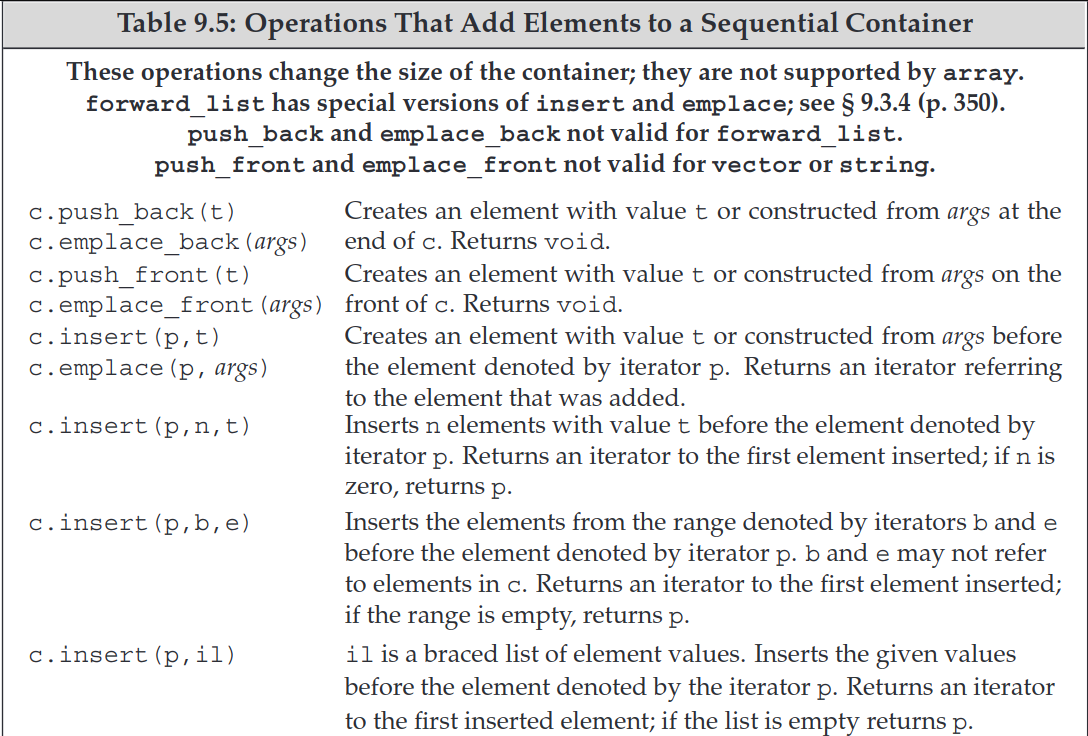 Table 9.5: Operations That Add Elements to a Sequential Container
These operations change the size of the container; they are not supported by array.
forward_list has special versions of insert and emplace; see § 9.3.4 (p. 350).
push_back and emplace_back not valid for forward_list.
push_front and emplace_front not valid for vector or string.
c.push_back(t) Creates an element with value t or constructed from args at the
c.emplace_back(args) end of c. Returns void.
c.push_front(t) Creates an element with value t or constructed from args on the
c.emplace_front(args) front of c. Returns void.
c.insert(p,t) Creates an element with value t or constructed from args before
c.emplace(p, args) the element denoted by iterator p. Returns an iterator referring
to the element that was added.
c.insert(p,n,t) Inserts n elements with value t before the element denoted by
iterator p. Returns an iterator to the first element inserted; if n is
zero, returns p.
c.insert(p,b,e) Inserts the elements from the range denoted by iterators b and e
before the element denoted by iterator p. b and e may not refer
to elements in c. Returns an iterator to the first element inserted;
if the range is empty, returns p.
c.insert(p,il) il is a braced list of element values. Inserts the given values
before the element denoted by the iterator p. Returns an iterator
to the first inserted element; if the list is empty returns p.